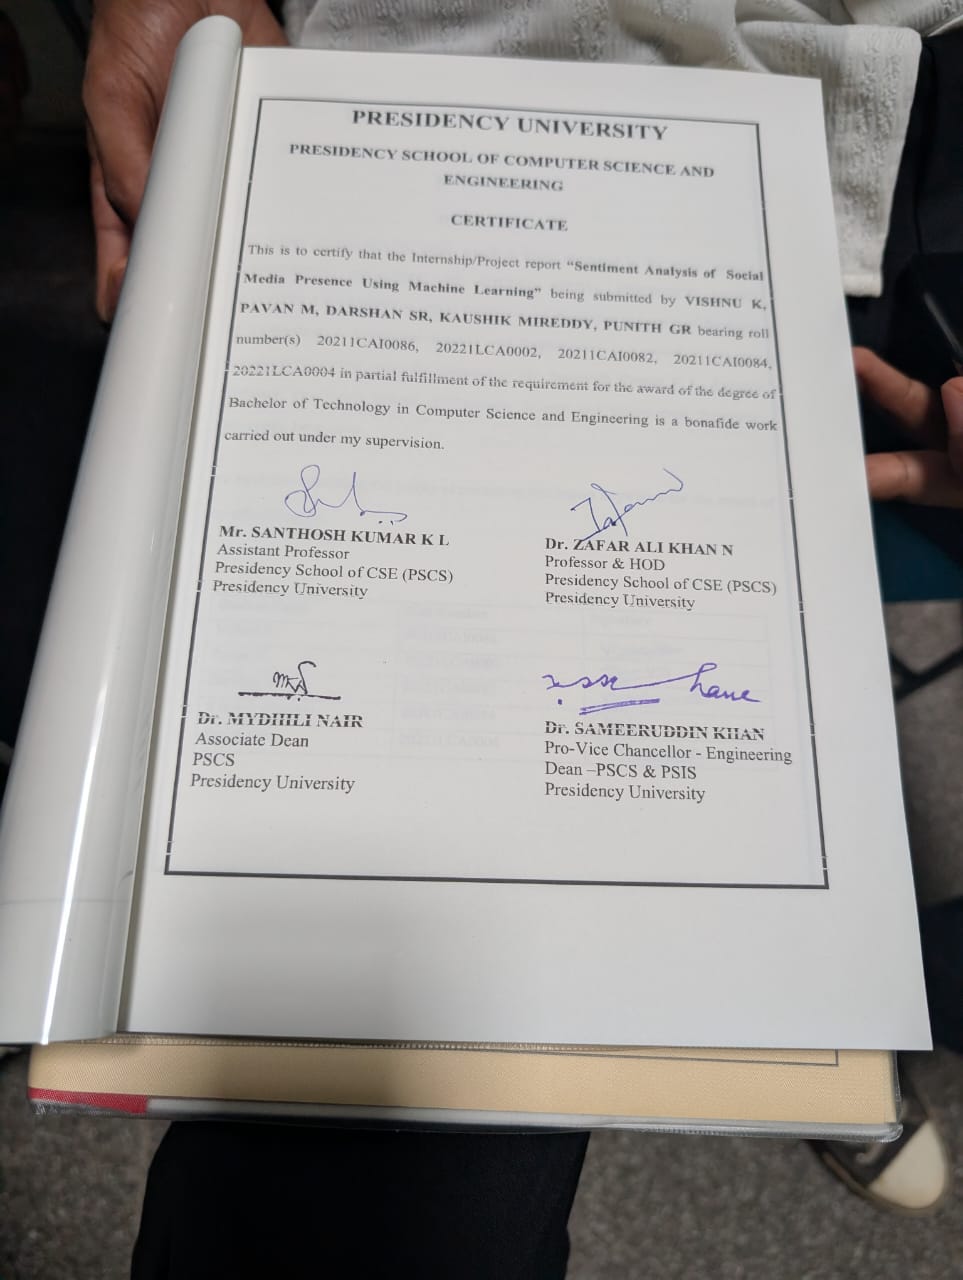 PRESIDENCY UNIVERSITY
PRESIDENCY SCHOOL OF COMPUTER SCIENCE AND
ENGINEERING
CERTIFICATE
This is to certify that the Internship/Project report “Sentiment Analysis of Social
Media Presence Using Machine Learning” being submitted by VISHNU K,
PAVAN M, DARSHAN SR, KAUSHIK MIREDDY, PUNITH GR bearing roll
number(s) 20211CAI0086, 20221LCA0002, 20211CAI0082, 20211CAI0084,
20221LCA0004 in partial fulfillment of the requirement for the award of the degree of
Bachelor of Technology in Computer Science and Engineering is a bonafide work
carried out under my supervision.
Mr. SANTHOSH KUMAR K L
Assistant Professor
Presidency School of CSE (PSCS)
Presidency University
Dr. ZAFAR ALI KHAN N
Professor & HOD
Presidency School of CSE (PSCS)
Presidency University
Dr. MYDHILI NAIR
Associate Dean
PSCS
Presidency University
Dr. SAMEERUDDIN KHAN
Pro-Vice Chancellor - Engineering
Dean –PSCS & PSIS
Presidency University